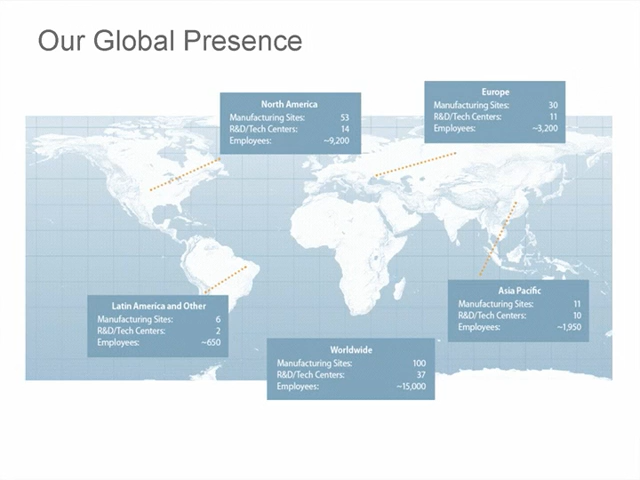 Our Global Presence
North America
Manufacturing Sites: 53
R&D/Tech Centers: 14
Employees: ~9,200
Europe
Manufacturing Sites: 30
R&D/Tech Centers: 11
Employees: ~3,200
Latin America and Other
Manufacturing Sites: 6
R&D/Tech Centers: 2
Employees: ~650
Asia Pacific
Manufacturing Sites: 11
R&D/Tech Centers: 10
Employees: ~1,950
Worldwide
Manufacturing Sites: 100
R&D/Tech Centers: 37
Employees: ~15,000